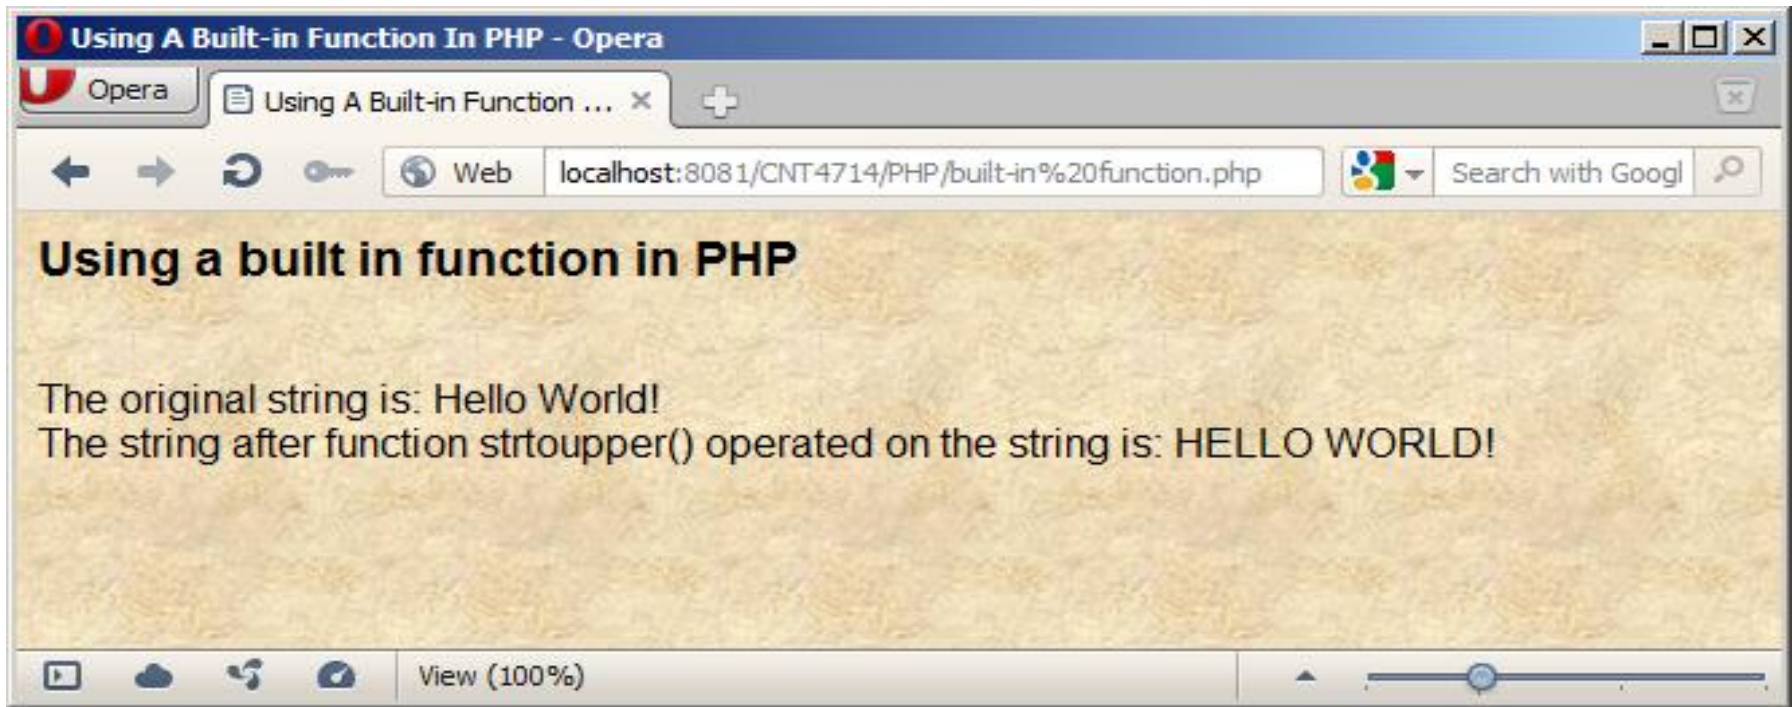 Using A Built-in Function In PHP - Opera
Opera
Using A Built-in Function ...
Web
localhost:8081/CNT4714/PHP/built-in%20function.php
Search with Googl
Using a built in function in PHP
The original string is: Hello World!
The string after function strtoupper() operated on the string is: HELLO WORLD!
View (100%)